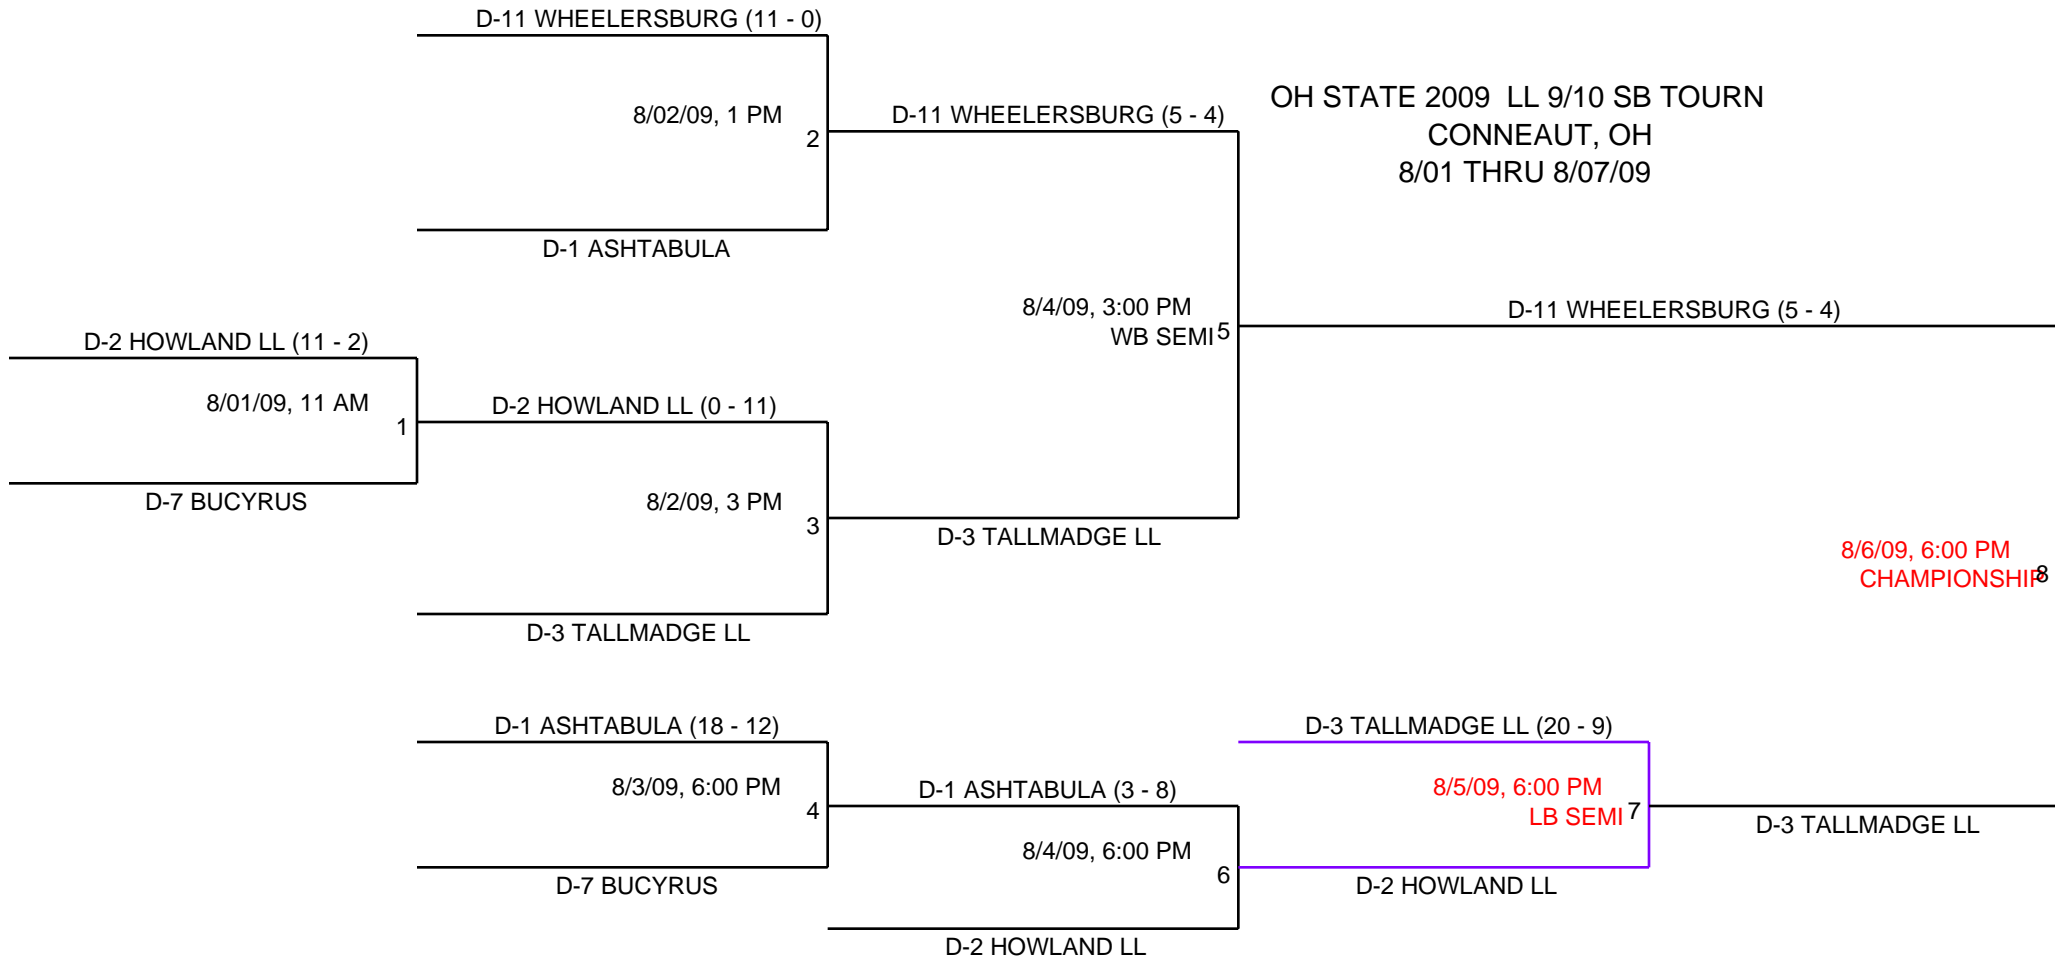 D-11 WHEELERSBURG (11 - 0)
OH STATE 2009 LL 9/10 SB TOURN
CONNEAUT, OH
8/01 THRU 8/07/09
8/02/09, 1 PM
2
D-11 WHEELERSBURG (5 - 4)
D-1 ASHTABULA
8/4/09, 3:00 PM
WB SEMI 5
D-11 WHEELERSBURG (5 - 4)
D-2 HOWLAND LL (11 - 2)
8/01/09, 11 AM
1
D-2 HOWLAND LL (0 - 11)
D-7 BUCYRUS
8/2/09, 3 PM
3
D-3 TALLMADGE LL
8/6/09, 6:00 PM
CHAMPIONSHIP 8
D-3 TALLMADGE LL
D-1 ASHTABULA (18 - 12)
D-3 TALLMADGE LL (20 - 9)
8/3/09, 6:00 PM
4
D-1 ASHTABULA (3 - 8)
8/5/09, 6:00 PM
LB SEMI 7
D-3 TALLMADGE LL
8/4/09, 6:00 PM
6
D-7 BUCYRUS
D-2 HOWLAND LL
D-2 HOWLAND LL